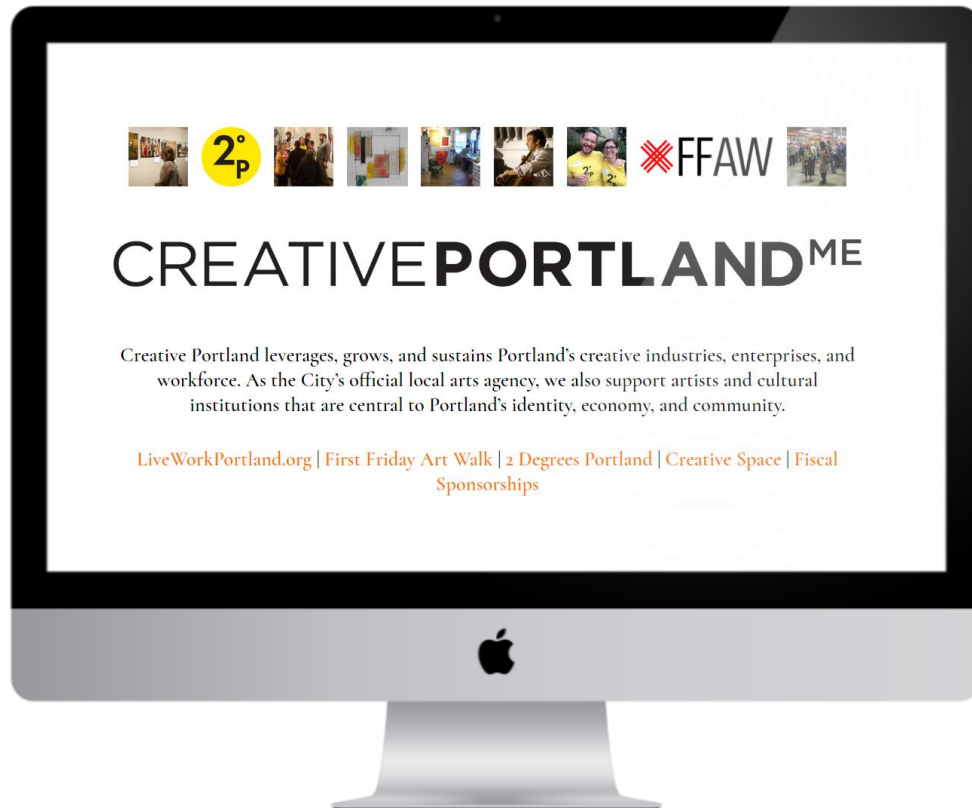 2°P
FFAW
CREATIVEPORTLANDME
Creative Portland leverages, grows, and sustains Portland's creative industries, enterprises, and
workforce. As the City's official local arts agency, we also support artists and cultural
institutions that are central to Portland's identity, economy, and community.
LiveWorkPortland.org | First Friday Art Walk | 2 Degrees Portland | Creative Space | Fiscal
Sponsorships